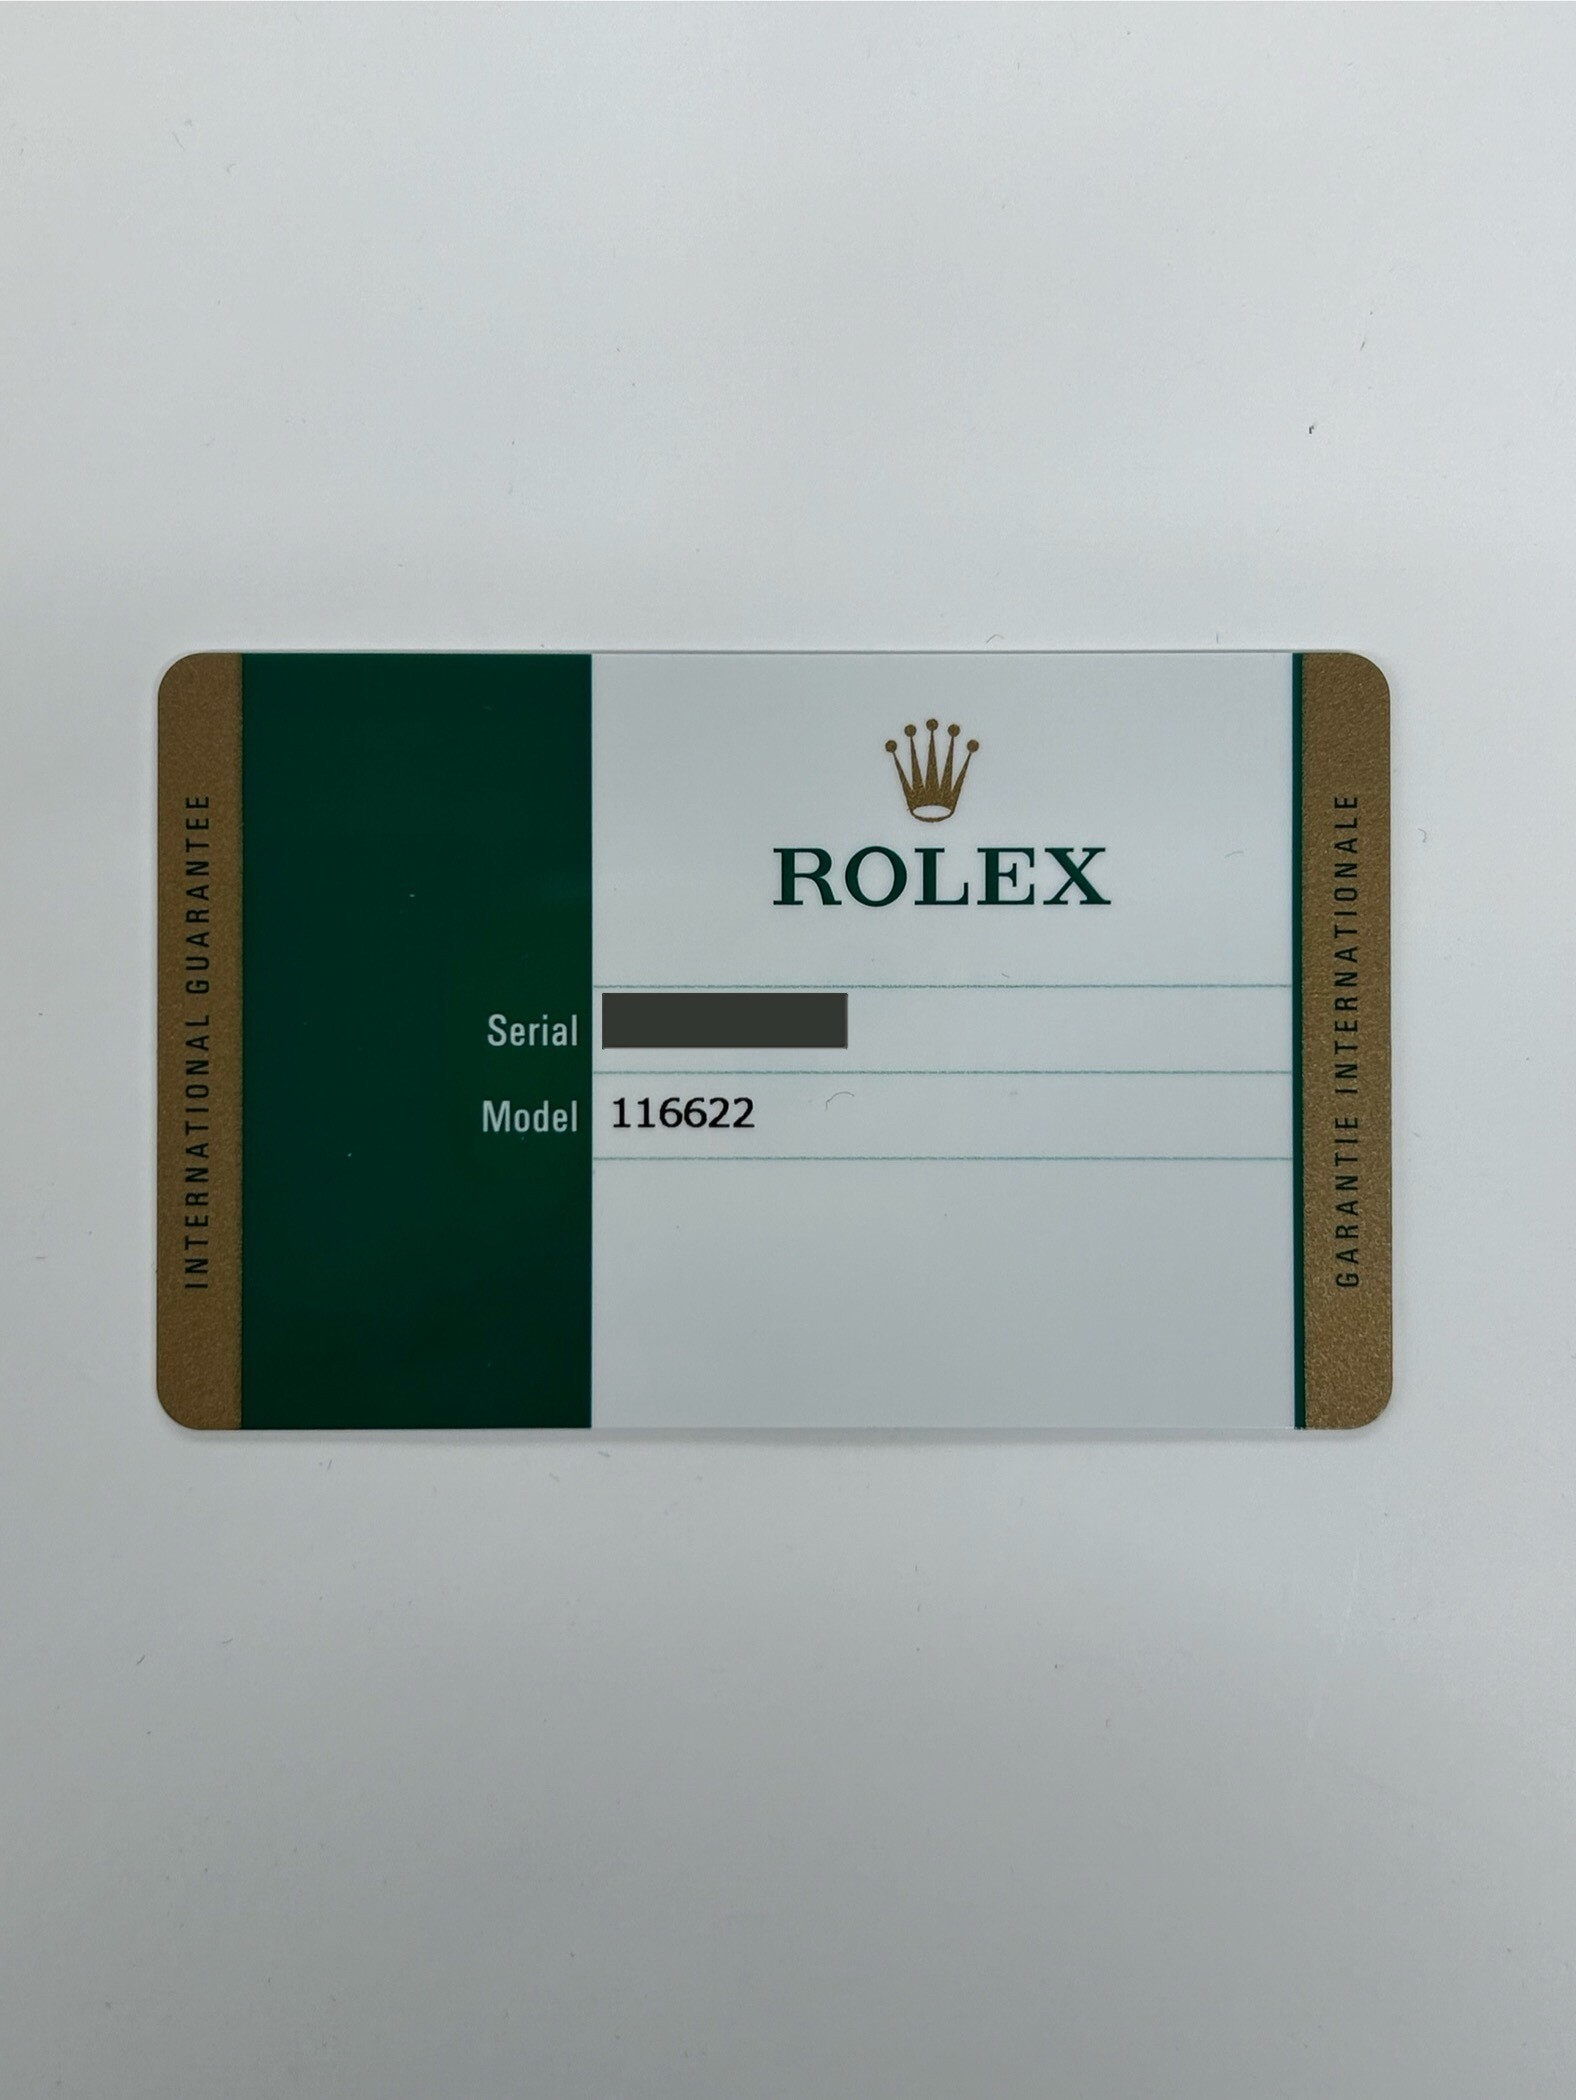 INTERNATIONAL GUARANTEE
ROLEX
Serial
Model 116622
GARANTIE INTERNATIONALE